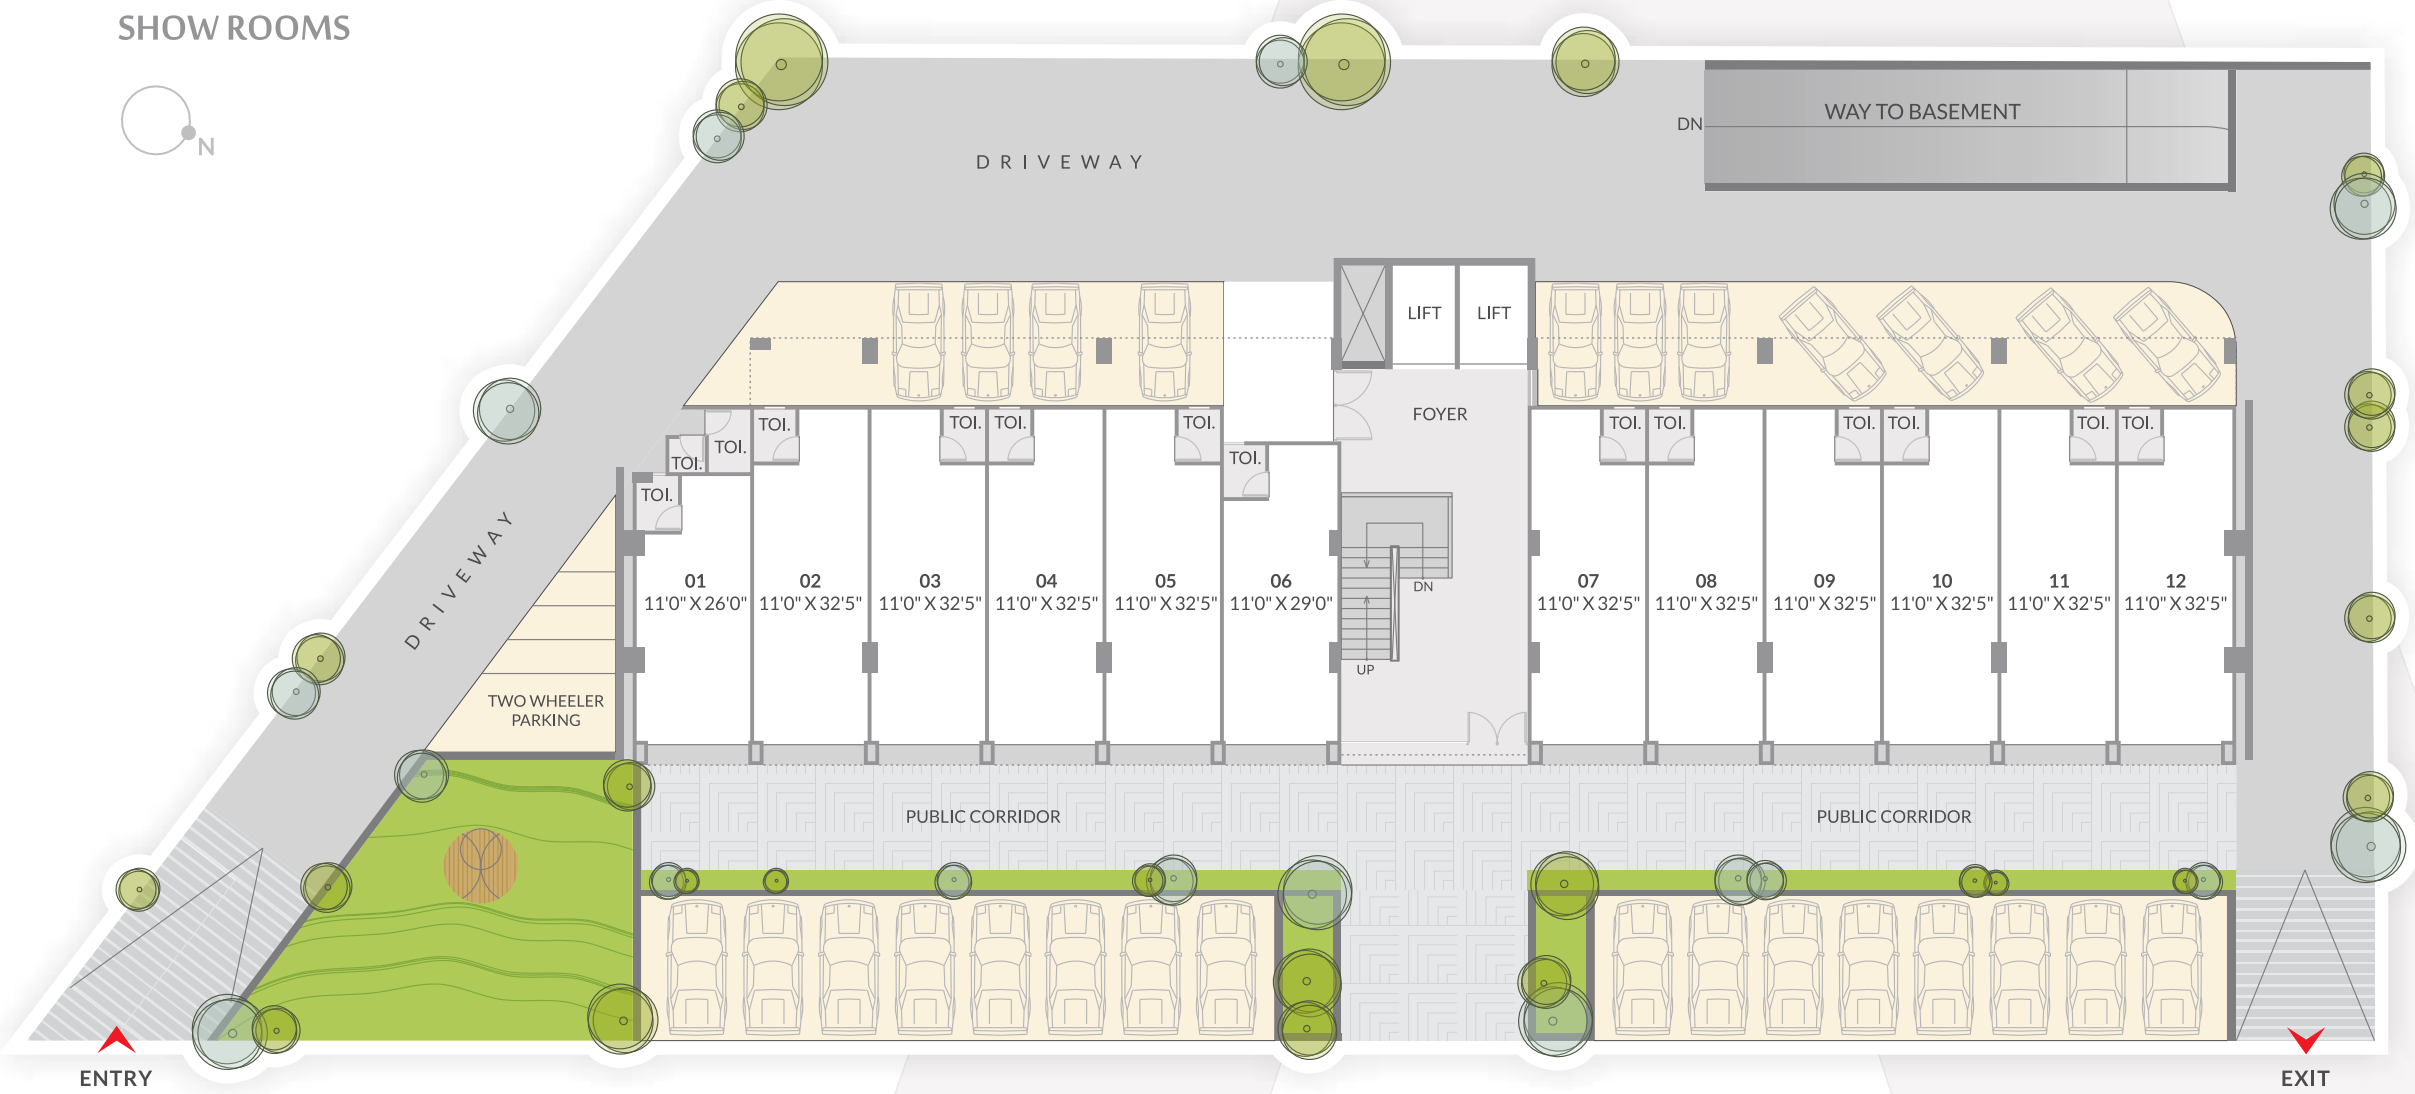 SHOW ROOMS
N
DRIVEWAY
DN
WAY TO BASEMENT
LIFT
LIFT
FOYER
TOI.
TOI.
TOI.
TOI.
TOI.
TOI.
TOI.
TOI.
TOI.
TOI.
TOI.
TOI.
TOI.
TOI.
DRIVEWAY
01
11'0" X 26'0"
02
11'0" X 32'5"
03
11'0" X 32'5"
04
11'0" X 32'5"
05
11'0" X 32'5"
06
11'0" X 29'0"
DN
UP
07
11'0" X 32'5"
08
11'0" X 32'5"
09
11'0" X 32'5"
10
11'0" X 32'5"
11
11'0" X 32'5"
12
11'0" X 32'5"
TWO WHEELER
PARKING
PUBLIC CORRIDOR
PUBLIC CORRIDOR
ENTRY
EXIT